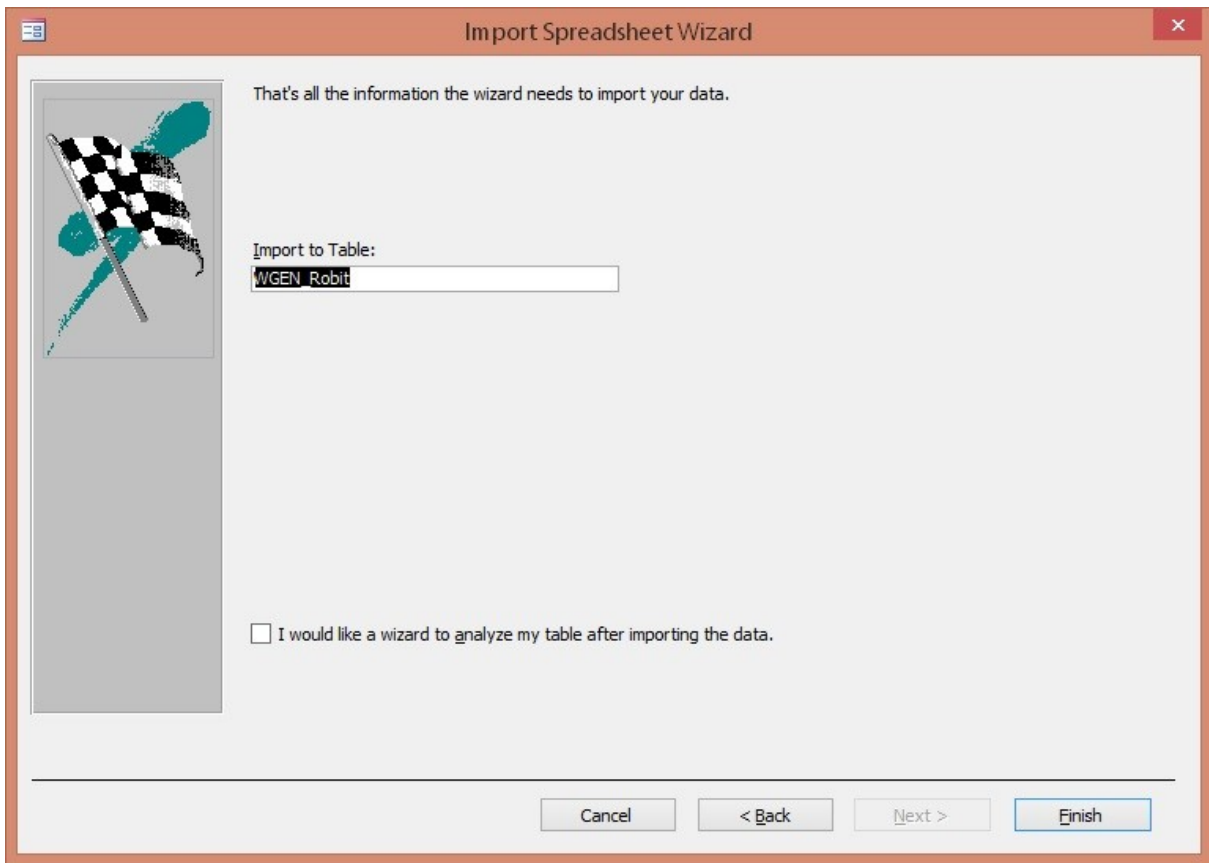 Import Spreadsheet Wizard
That's all the information the wizard needs to import your data.
Import to Table:
WGEN_Robit
I would like a wizard to analyze my table after importing the data.
Cancel
< Back
Next >
Finish